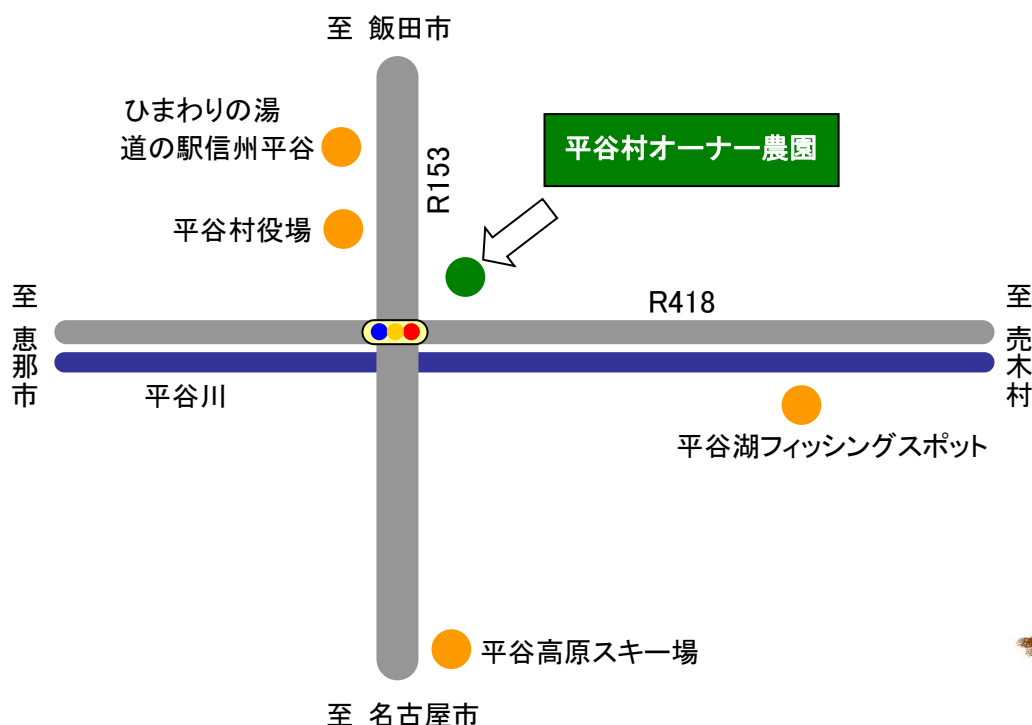 至 飯田市
ひまわりの湯
道の駅信州平谷
平谷村オーナー農園
R153
平谷村役場
至 恵那市
R418
至 売木村
平谷川
平谷湖フィッシングスポット
平谷高原スキー場
至 名古屋市